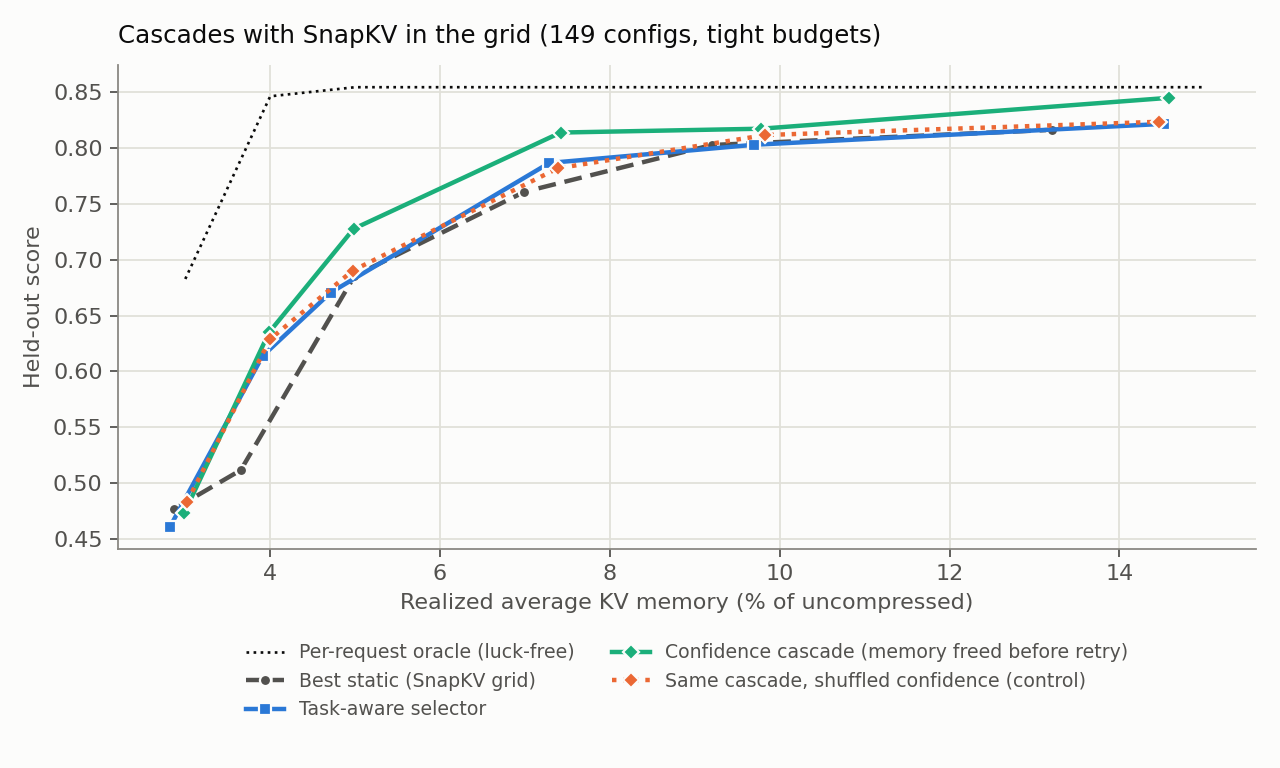 Cascades with SnapKV in the grid (149 configs, tight budgets)
Held-out score
0.85
0.80
0.75
0.70
0.65
0.60
0.55
0.50
0.45
4 6 8 10 12 14
Realized average KV memory (% of uncompressed)
Per-request oracle (luck-free)
Best static (SnapKV grid)
Task-aware selector
Confidence cascade (memory freed before retry)
Same cascade, shuffled confidence (control)